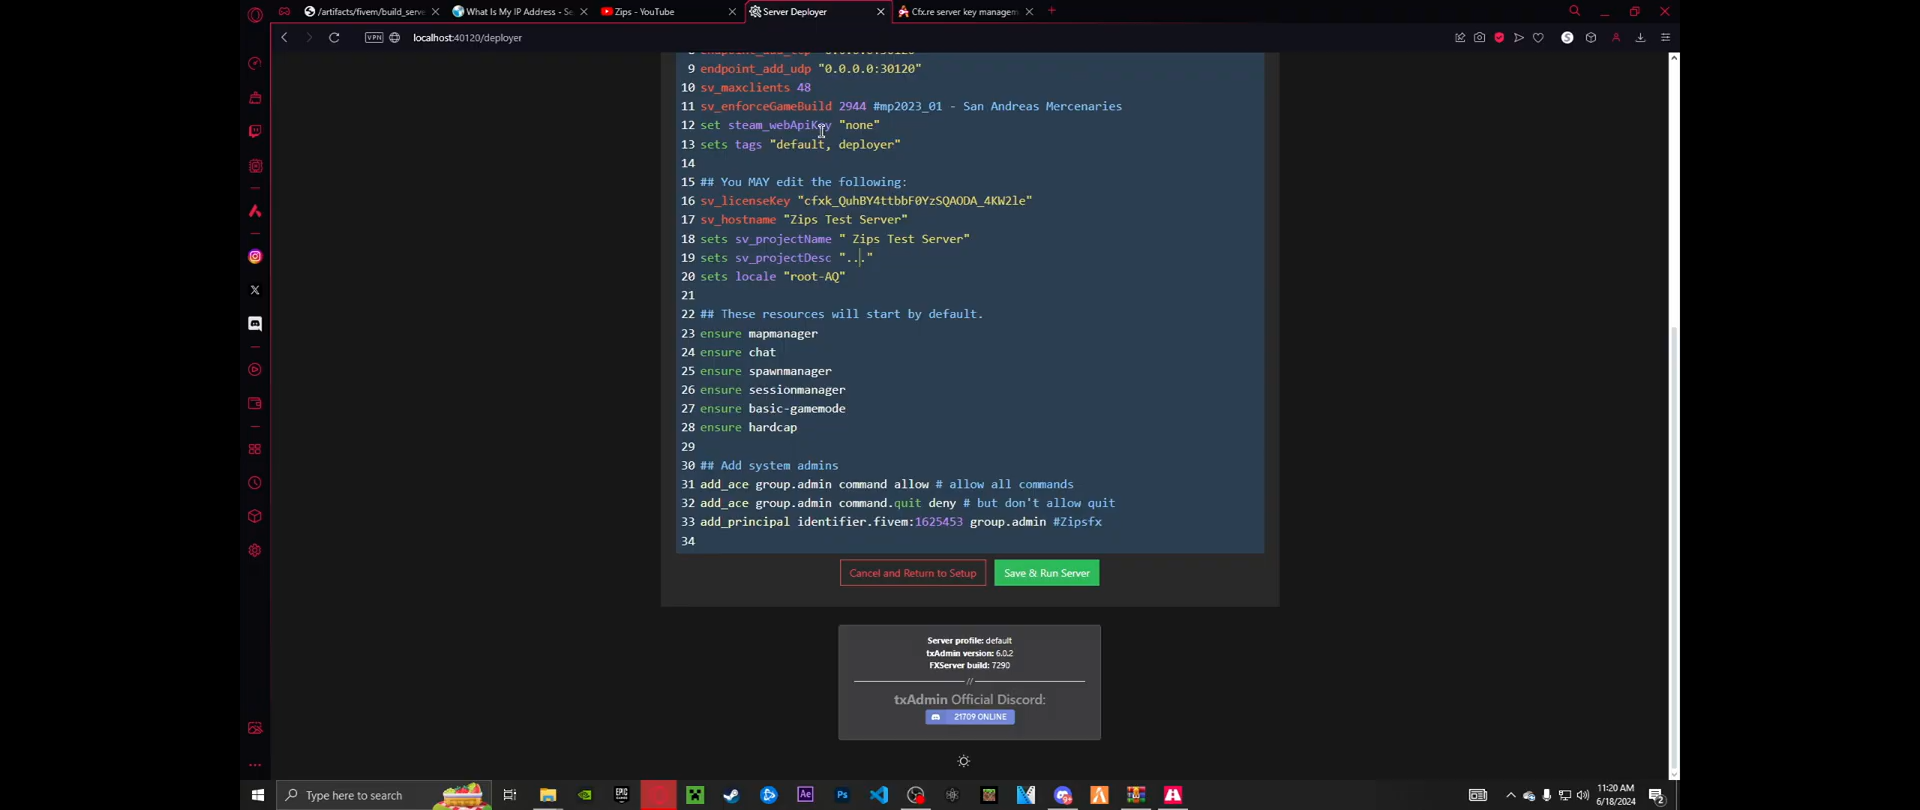 /artifacts/fivem/build_serve
What Is My IP Address - Se
Zips - YouTube
Server Deployer
Cfx.re server key managem
VPN
localhost:40120/deployer
9 endpoint_add_udp "0.0.0.0:30120"
10 sv_maxclients 48
11 sv_enforceGameBuild 2944 #mp2023_01 - San Andreas Mercenaries
12 set steam_webApiKey "none"
13 sets tags "default, deployer"
14
15 ## You MAY edit the following:
16 sv_licenseKey "cfxk_QuhBY4ttbbF0YzSQAODA_4KW2le"
17 sv_hostname "Zips Test Server"
18 sets sv_projectName " Zips Test Server"
19 sets sv_projectDesc "..."
20 sets locale "root-AQ"
21
22 ## These resources will start by default.
23 ensure mapmanager
24 ensure chat
25 ensure spawnmanager
26 ensure sessionmanager
27 ensure basic-gamemode
28 ensure hardcap
29
30 ## Add system admins
31 add_ace group.admin command allow # allow all commands
32 add_ace group.admin command.quit deny # but don't allow quit
33 add_principal identifier.fivem:1625453 group.admin #Zipsfx
34
Cancel and Return to Setup
Save & Run Server
Server profile: default
txAdmin version: 6.0.2
FXServer build: 7290
//
txAdmin Official Discord:
21709 ONLINE
Type here to search
11:20 AM
6/18/2024